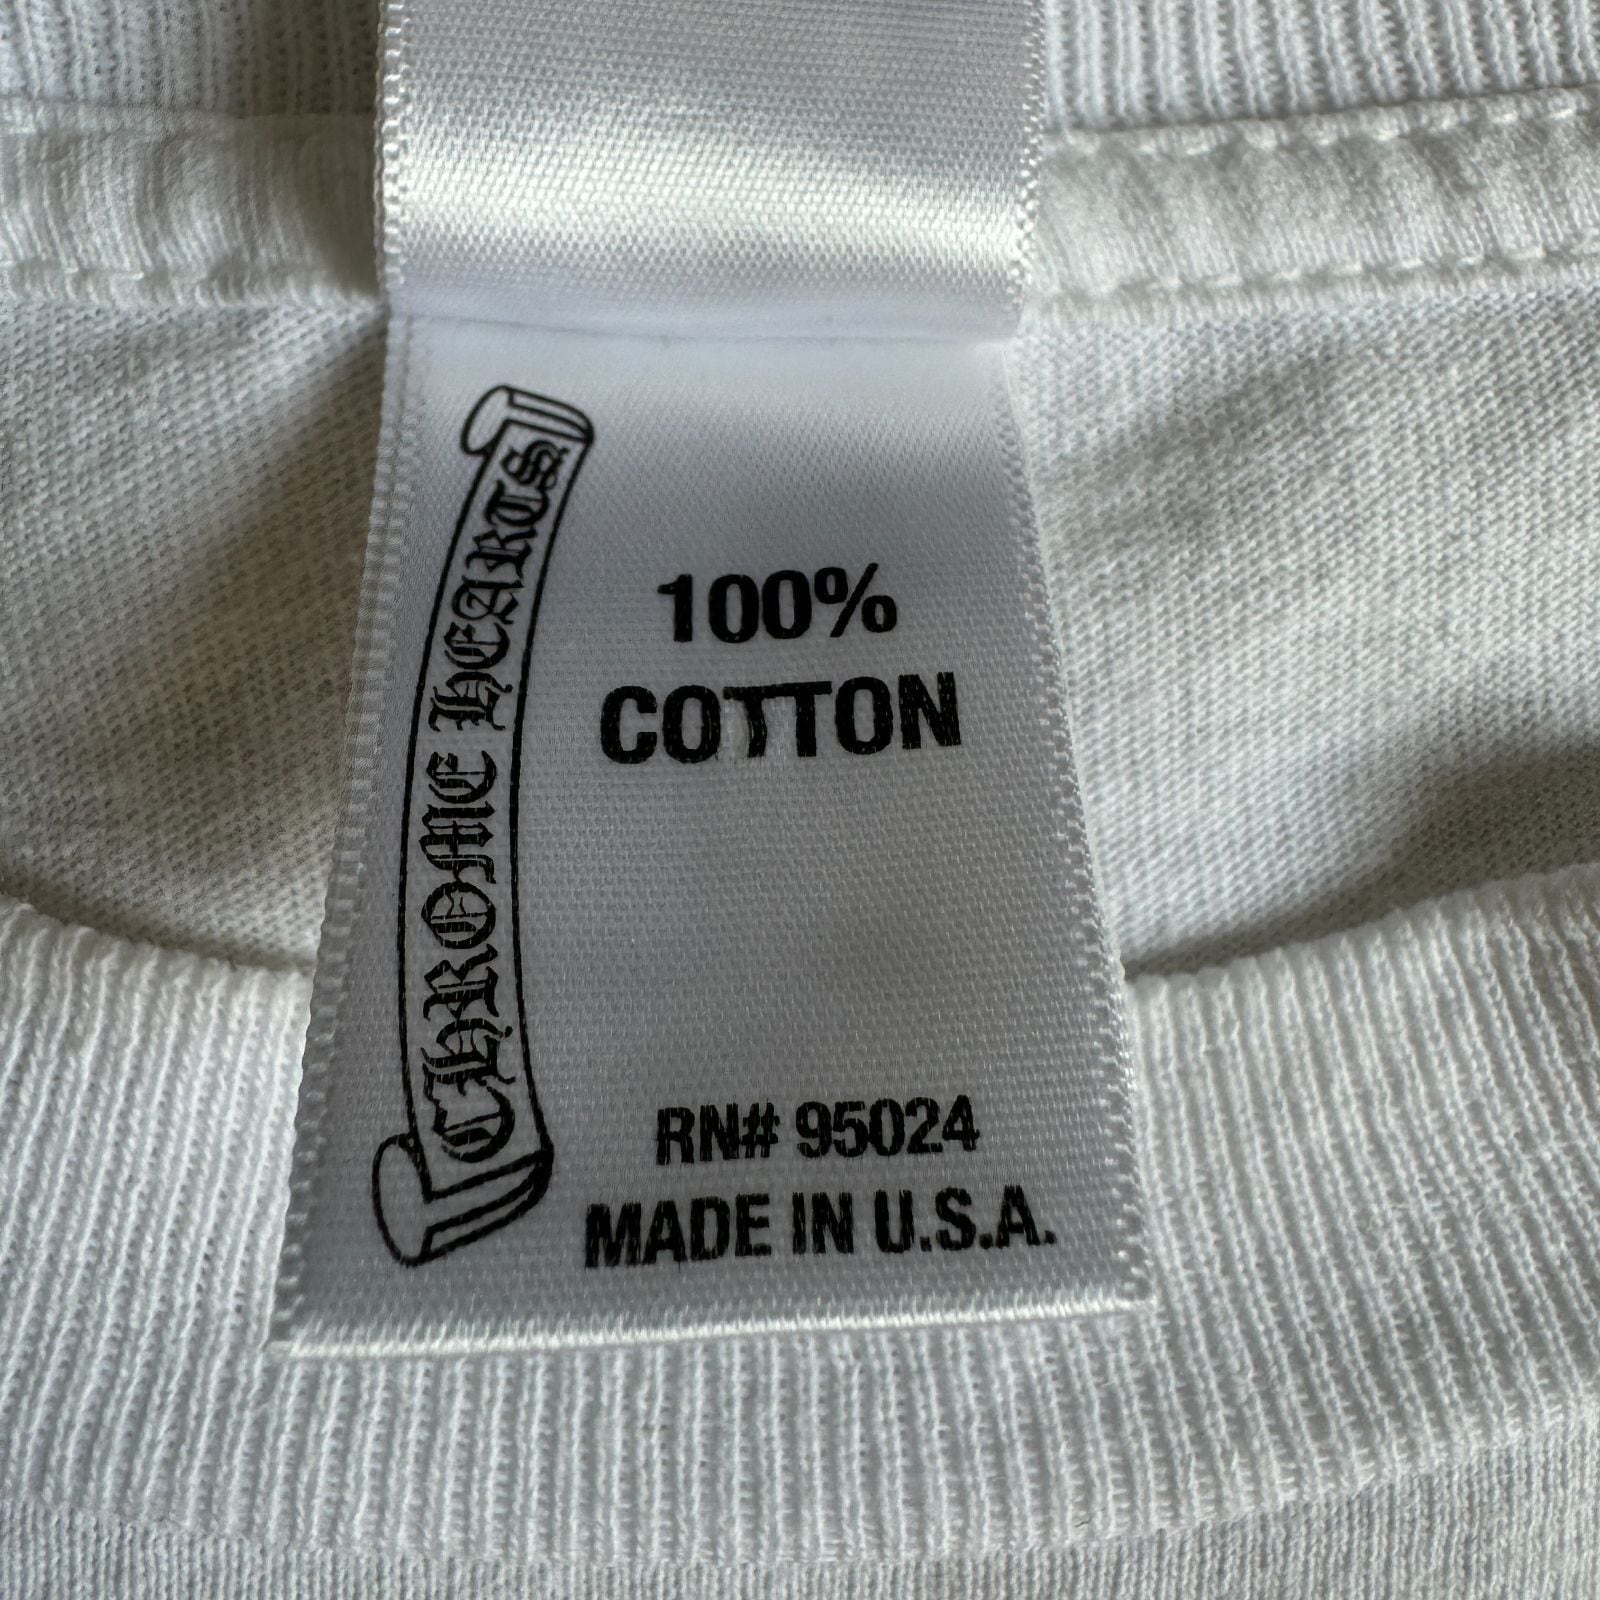 CHROME HEARTS
100%
COTTON
RN# 95024
MADE IN U.S.A.